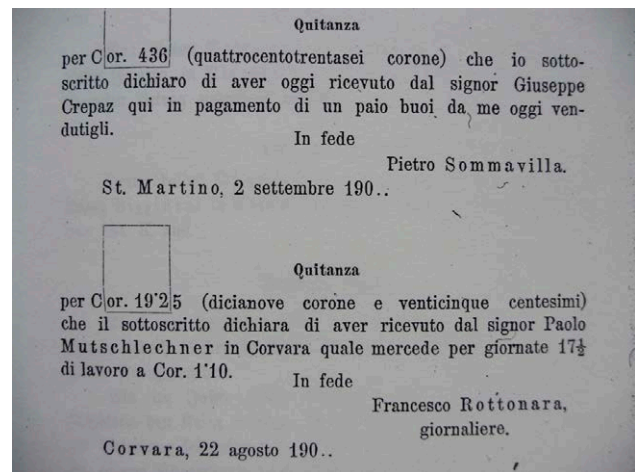 Quitanza
per Cor. 436 (quattrocentotrentasei corone) che io sotto-
scritto dichiaro di aver oggi ricevuto dal signor Giuseppe
Crepaz qui in pagamento di un paio buoi da me oggi ven-
dutigli.
In fede
Pietro Sommavilla.
St. Martino, 2 settembre 190..
Quitanza
per Cor. 19·25 (dicianove corone e venticinque centesimi)
che il sottoscritto dichiara di aver ricevuto dal signor Paolo
Mutschlechner in Corvara quale mercede per giornate 17½
di lavoro a Cor. 1·10.
In fede
Francesco Rottonara,
giornaliere.
Corvara, 22 agosto 190..